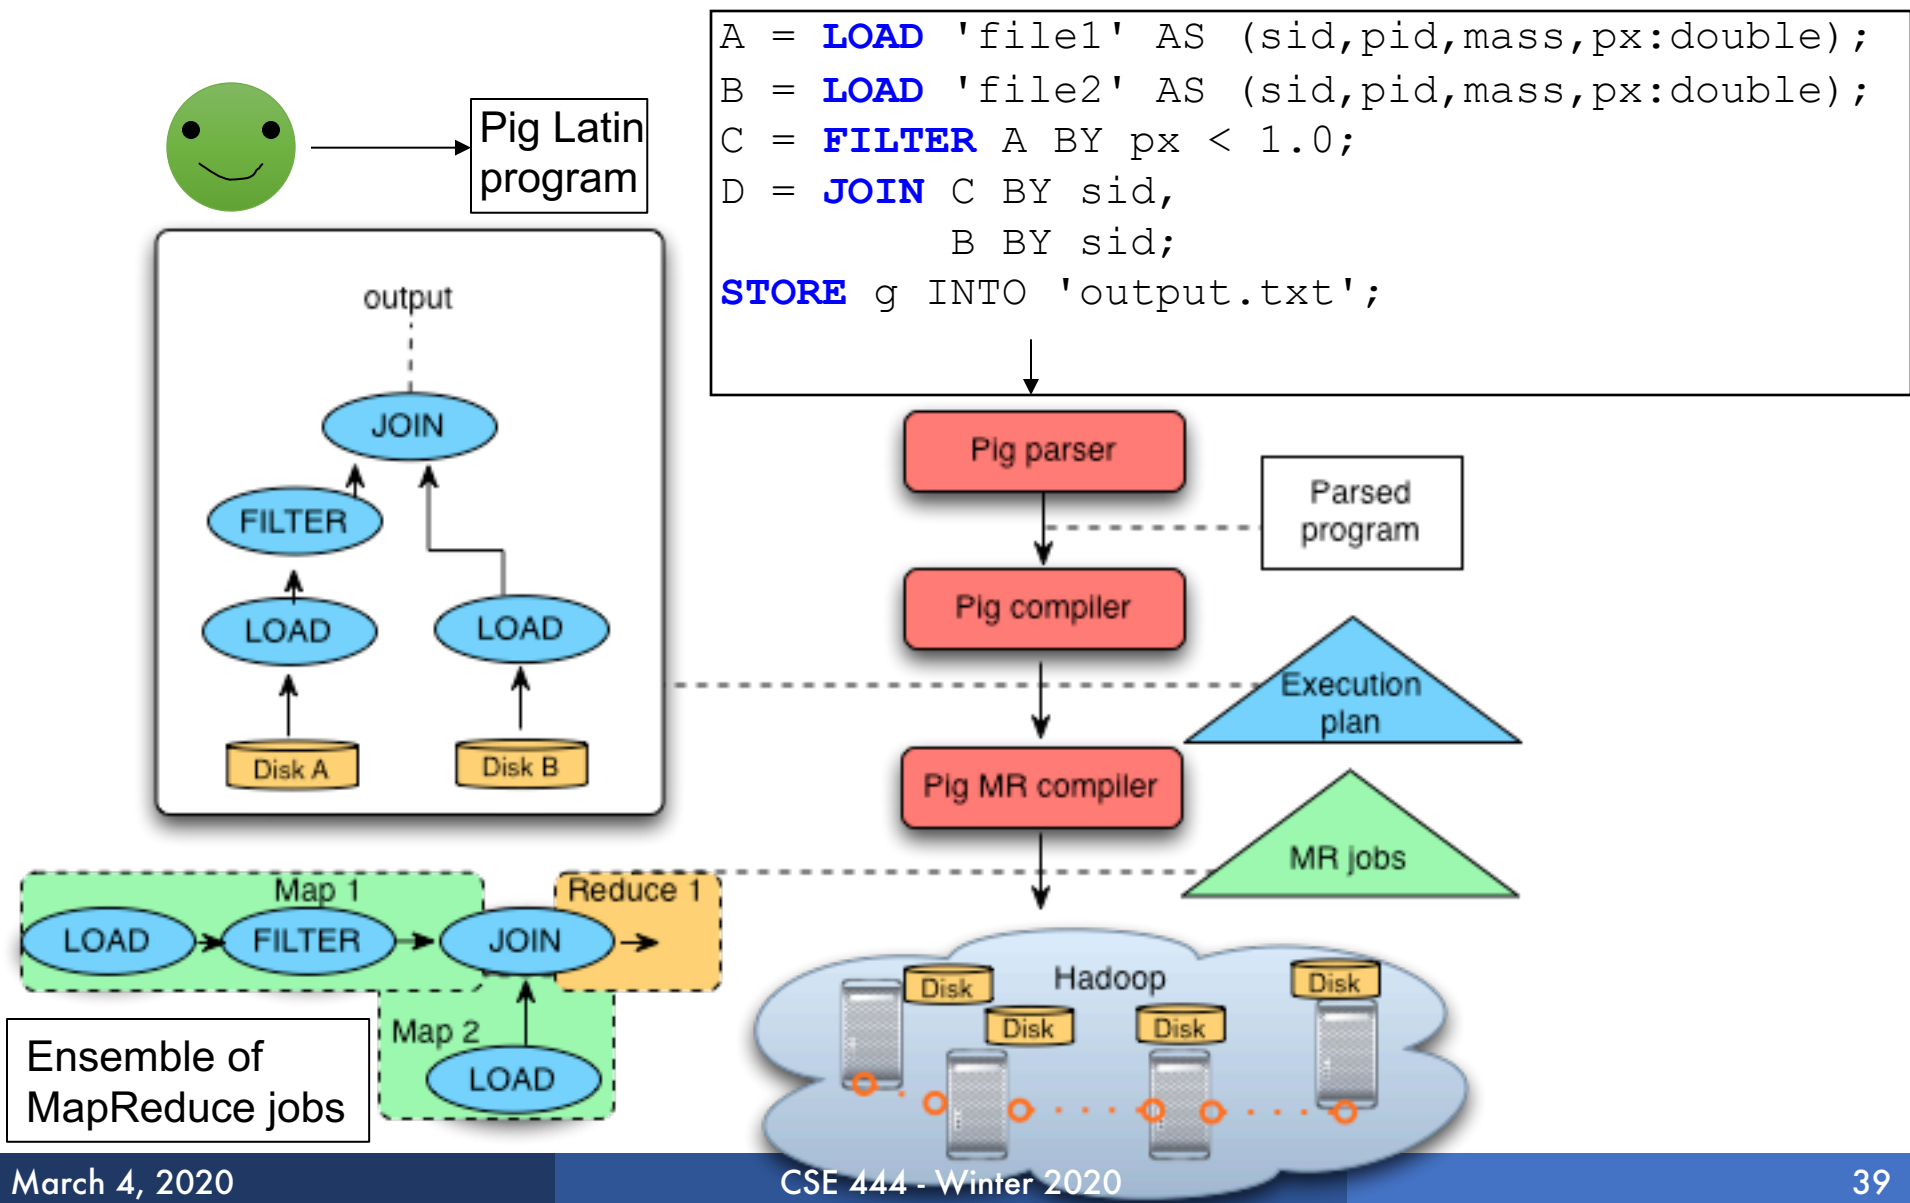 A = LOAD 'file1' AS (sid,pid,mass,px:double);
B = LOAD 'file2' AS (sid,pid,mass,px:double);
C = FILTER A BY px < 1.0;
D = JOIN C BY sid,
B BY sid;
STORE g INTO 'output.txt';
Pig Latin
program
output
JOIN
FILTER
LOAD
LOAD
Disk A
Disk B
Pig parser
Parsed
program
Pig compiler
Execution
plan
Pig MR compiler
MR jobs
Map 1
Reduce 1
LOAD
FILTER
JOIN
Map 2
LOAD
Ensemble of
MapReduce jobs
Hadoop
Disk
Disk
Disk
Disk
March 4, 2020
CSE 444 - Winter 2020
39